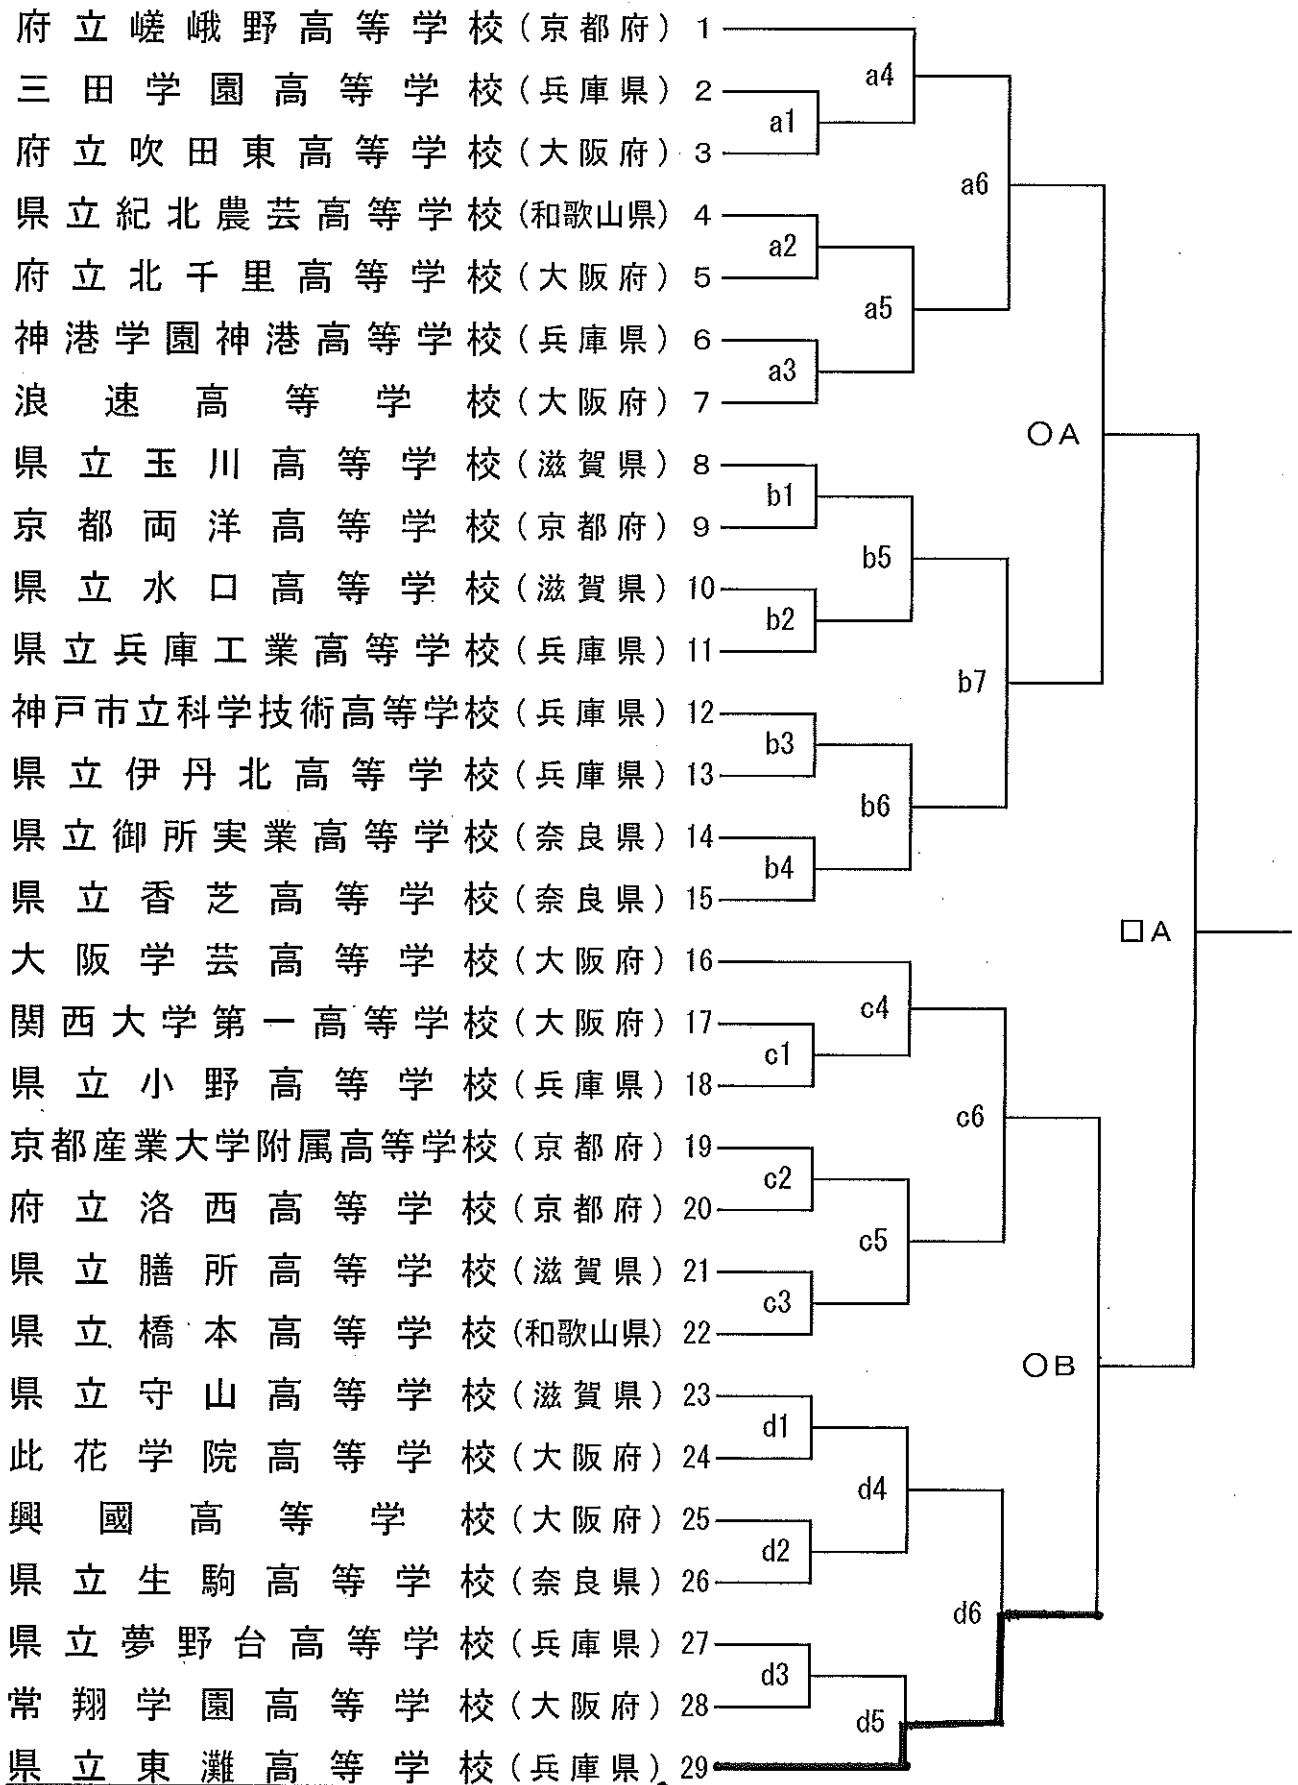 府立嵯峨野高等学校(京都府) 1
三田学園高等学校(兵庫県) 2
府立吹田東高等学校(大阪府) 3
県立紀北農芸高等学校(和歌山県) 4
府立北千里高等学校(大阪府) 5
神港学園神港高等学校(兵庫県) 6
浪速高等学校(大阪府) 7
県立玉川高等学校(滋賀県) 8
京都両洋高等学校(京都府) 9
県立水口高等学校(滋賀県) 10
県立兵庫工業高等学校(兵庫県) 11
神戸市立科学技術高等学校(兵庫県) 12
県立伊丹北高等学校(兵庫県) 13
県立御所実業高等学校(奈良県) 14
県立香芝高等学校(奈良県) 15
大阪学芸高等学校(大阪府) 16
関西大学第一高等学校(大阪府) 17
県立小野高等学校(兵庫県) 18
京都産業大学附属高等学校(京都府) 19
府立洛西高等学校(京都府) 20
県立膳所高等学校(滋賀県) 21
県立橋本高等学校(和歌山県) 22
県立守山高等学校(滋賀県) 23
此花学院高等学校(大阪府) 24
興國高等学校(大阪府) 25
県立生駒高等学校(奈良県) 26
県立夢野台高等学校(兵庫県) 27
常翔学園高等学校(大阪府) 28
県立東灘高等学校(兵庫県) 29
a1
a2
a3
a4
a5
a6
b1
b2
b3
b4
b5
b6
b7
c1
c2
c3
c4
c5
c6
d1
d2
d3
d4
d5
d6
○A
○B
□A